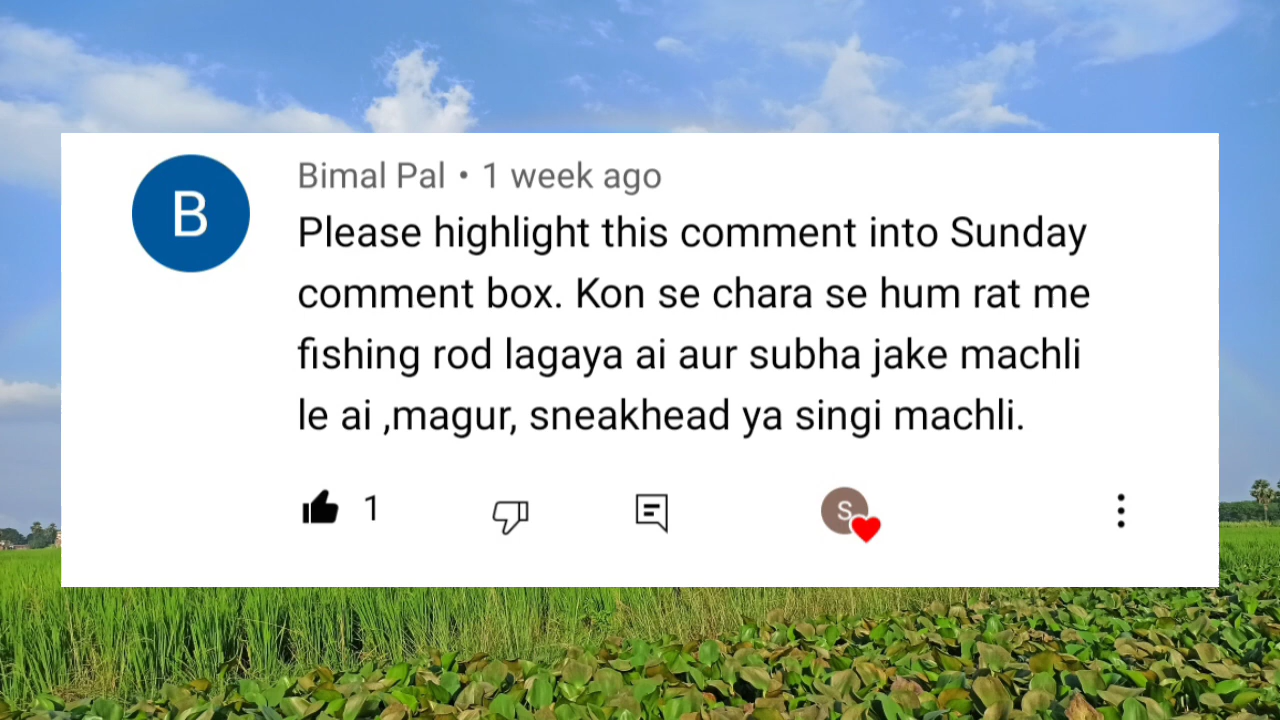 B
Bimal Pal • 1 week ago
Please highlight this comment into Sunday
comment box. Kon se chara se hum rat me
fishing rod lagaya ai aur subha jake machli
le ai ,magur, sneakhead ya singi machli.
1
S